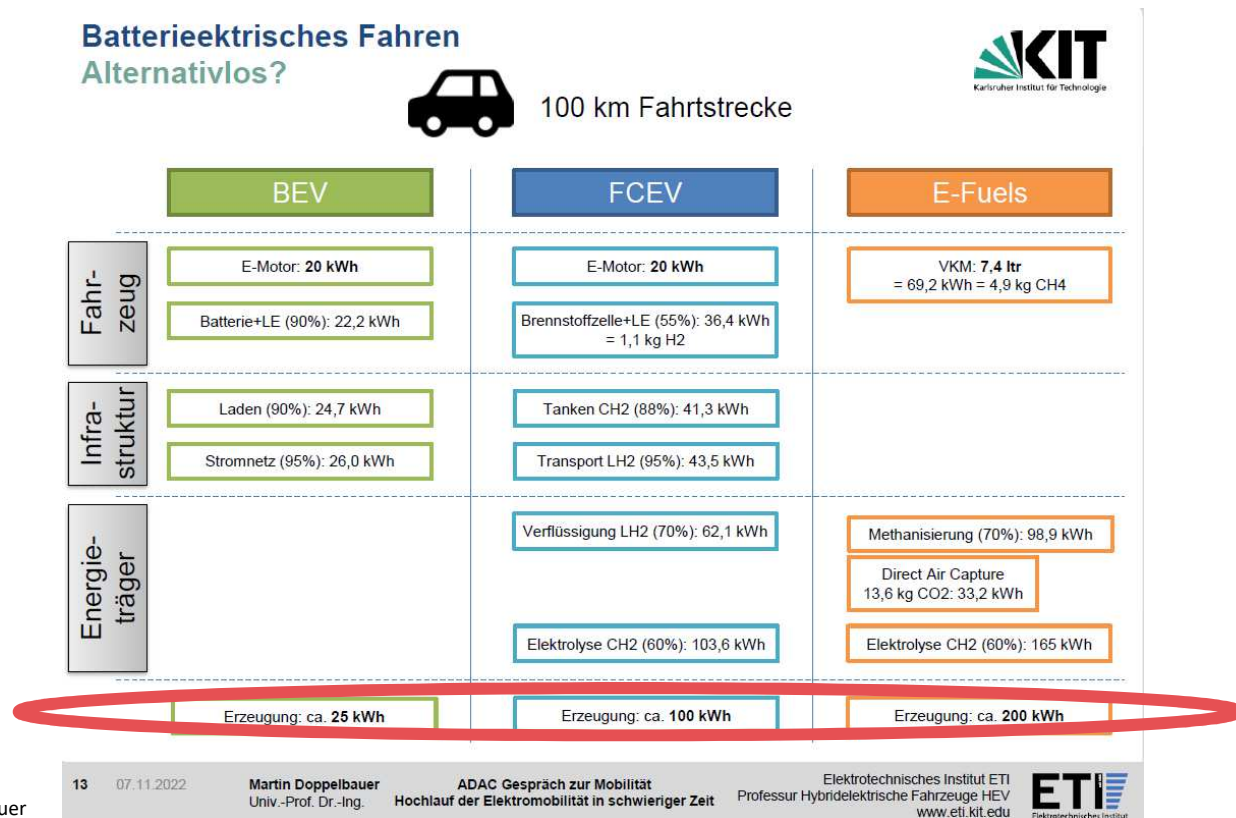 Batterieektrisches Fahren
Alternativlos?
KIT
Karlsruher Institut für Technologie
100 km Fahrtstrecke
BEV
FCEV
E-Fuels
Fahr-
zeug
E-Motor: 20 kWh
E-Motor: 20 kWh
VKM: 7,4 ltr
= 69,2 kWh = 4,9 kg CH4
Batterie+LE (90%): 22,2 kWh
Brennstoffzelle+LE (55%): 36,4 kWh
= 1,1 kg H2
Infra-
struktur
Laden (90%): 24,7 kWh
Tanken CH2 (88%): 41,3 kWh
Stromnetz (95%): 26,0 kWh
Transport LH2 (95%): 43,5 kWh
Energie-
träger
Verflüssigung LH2 (70%): 62,1 kWh
Methanisierung (70%): 98,9 kWh
Direct Air Capture
13,6 kg CO2: 33,2 kWh
Elektrolyse CH2 (60%): 103,6 kWh
Elektrolyse CH2 (60%): 165 kWh
Erzeugung: ca. 25 kWh
Erzeugung: ca. 100 kWh
Erzeugung: ca. 200 kWh
13 07.11.2022
Martin Doppelbauer
Univ.-Prof. Dr.-Ing.
ADAC Gespräch zur Mobilität
Hochlauf der Elektromobilität in schwieriger Zeit
Elektrotechnisches Institut ETI
Professur Hybridelektrische Fahrzeuge HEV
www.eti.kit.edu
ETI
Elektrotechnisches Institut
uer